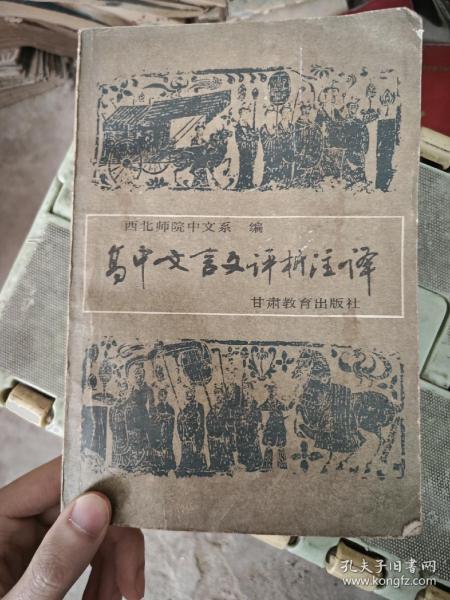 西北师院中文系 编
高中文言文评析注译
甘肃教育出版社
孔夫子旧书网
www.kongfz.com